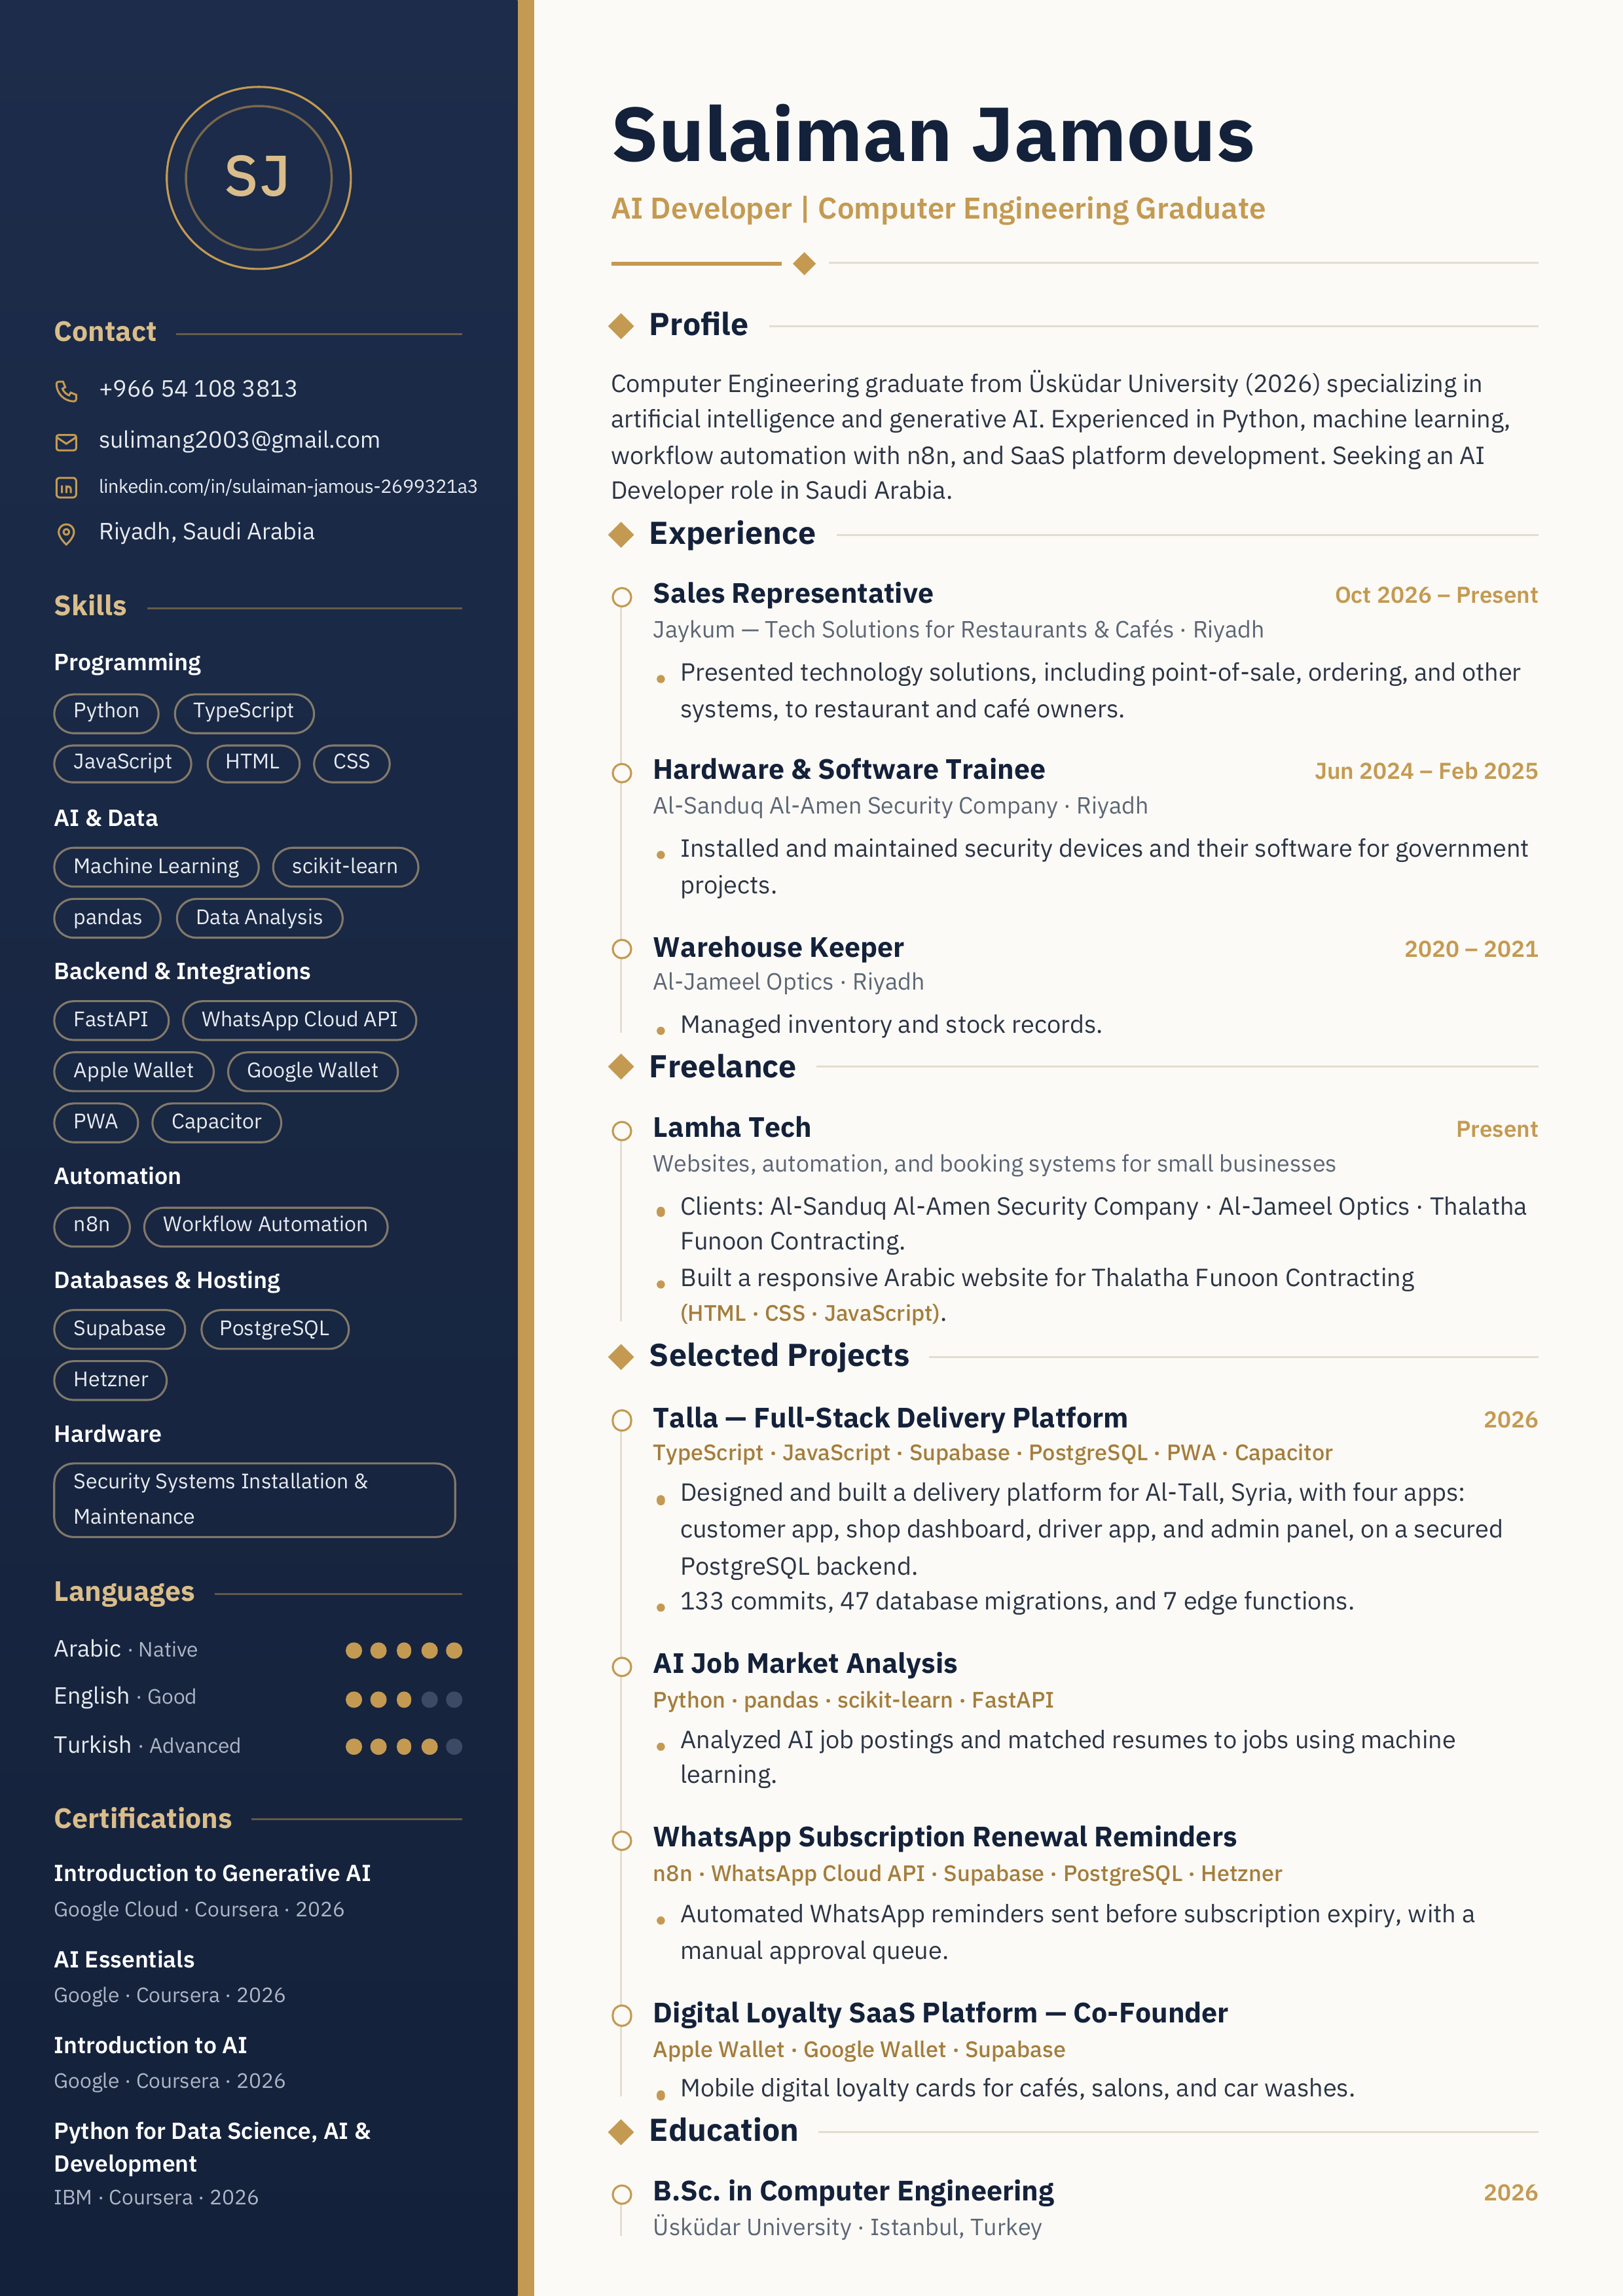 SJ
Contact
+966 54 108 3813
sulimang2003@gmail.com
linkedin.com/in/sulaiman-jamous-2699321a3
Riyadh, Saudi Arabia
Skills
Programming
Python TypeScript
JavaScript HTML CSS
AI & Data
Machine Learning scikit-learn
pandas Data Analysis
Backend & Integrations
FastAPI WhatsApp Cloud API
Apple Wallet Google Wallet
PWA Capacitor
Automation
n8n Workflow Automation
Databases & Hosting
Supabase PostgreSQL
Hetzner
Hardware
Security Systems Installation &
Maintenance
Languages
Arabic · Native
English · Good
Turkish · Advanced
Certifications
Introduction to Generative AI
Google Cloud · Coursera · 2026
AI Essentials
Google · Coursera · 2026
Introduction to AI
Google · Coursera · 2026
Python for Data Science, AI &
Development
IBM · Coursera · 2026
Sulaiman Jamous
AI Developer | Computer Engineering Graduate
Profile
Computer Engineering graduate from Üsküdar University (2026) specializing in
artificial intelligence and generative AI. Experienced in Python, machine learning,
workflow automation with n8n, and SaaS platform development. Seeking an AI
Developer role in Saudi Arabia.
Experience
Sales Representative Oct 2026 – Present
Jaykum — Tech Solutions for Restaurants & Cafés · Riyadh
• Presented technology solutions, including point-of-sale, ordering, and other
systems, to restaurant and café owners.
Hardware & Software Trainee Jun 2024 – Feb 2025
Al-Sanduq Al-Amen Security Company · Riyadh
• Installed and maintained security devices and their software for government
projects.
Warehouse Keeper 2020 – 2021
Al-Jameel Optics · Riyadh
• Managed inventory and stock records.
Freelance
Lamha Tech Present
Websites, automation, and booking systems for small businesses
• Clients: Al-Sanduq Al-Amen Security Company · Al-Jameel Optics · Thalatha
Funoon Contracting.
• Built a responsive Arabic website for Thalatha Funoon Contracting
(HTML · CSS · JavaScript).
Selected Projects
Talla — Full-Stack Delivery Platform 2026
TypeScript · JavaScript · Supabase · PostgreSQL · PWA · Capacitor
• Designed and built a delivery platform for Al-Tall, Syria, with four apps:
customer app, shop dashboard, driver app, and admin panel, on a secured
PostgreSQL backend.
• 133 commits, 47 database migrations, and 7 edge functions.
AI Job Market Analysis
Python · pandas · scikit-learn · FastAPI
• Analyzed AI job postings and matched resumes to jobs using machine
learning.
WhatsApp Subscription Renewal Reminders
n8n · WhatsApp Cloud API · Supabase · PostgreSQL · Hetzner
• Automated WhatsApp reminders sent before subscription expiry, with a
manual approval queue.
Digital Loyalty SaaS Platform — Co-Founder
Apple Wallet · Google Wallet · Supabase
• Mobile digital loyalty cards for cafés, salons, and car washes.
Education
B.Sc. in Computer Engineering 2026
Üsküdar University · Istanbul, Turkey